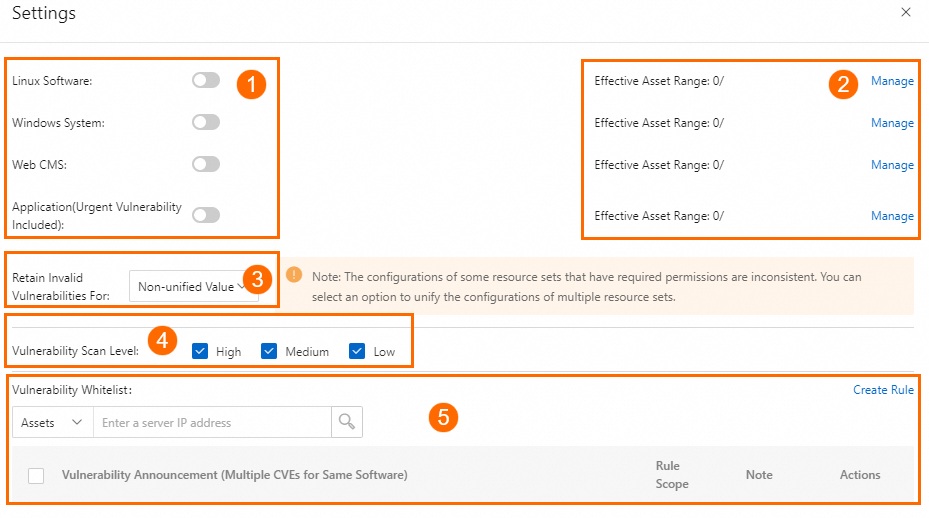 Settings
Linux Software: 1 Effective Asset Range: 0/ 2 Manage
Windows System: Effective Asset Range: 0/ Manage
Web CMS: Effective Asset Range: 0/ Manage
Application(Urgent Vulnerability
Included): Effective Asset Range: 0/ Manage
Retain Invalid
Vulnerabilities For: Non-unified Value 3
Note: The configurations of some resource sets that have required permissions are inconsistent. You can
select an option to unify the configurations of multiple resource sets.
4
Vulnerability Scan Level: High Medium Low
Vulnerability Whitelist: Create Rule
Assets Enter a server IP address 5
Vulnerability Announcement (Multiple CVEs for Same Software) Rule Scope Note Actions